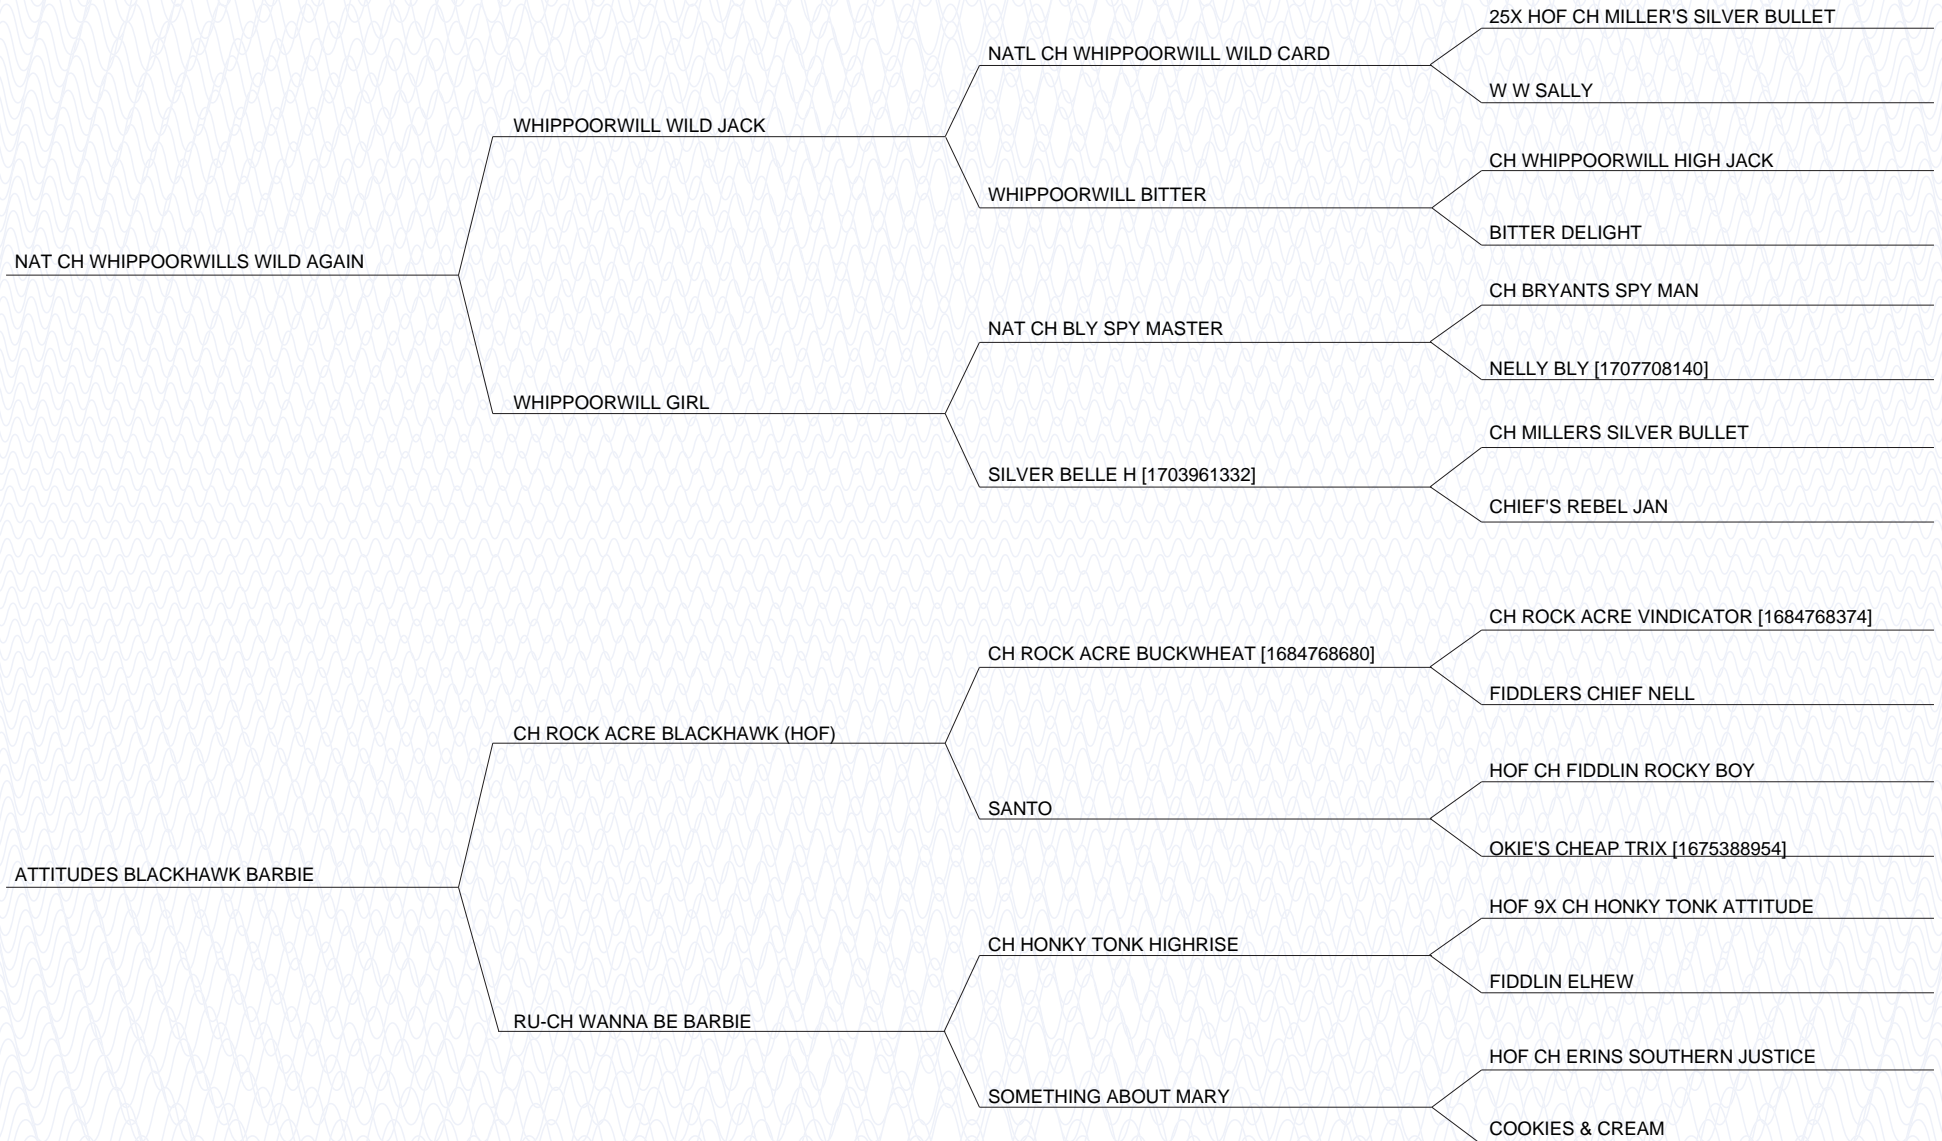 25X HOF CH MILLER'S SILVER BULLET
NATL CH WHIPPOORWILL WILD CARD
W W SALLY
WHIPPOORWILL WILD JACK
CH WHIPPOORWILL HIGH JACK
WHIPPOORWILL BITTER
BITTER DELIGHT
NAT CH WHIPPOORWILLS WILD AGAIN
CH BRYANTS SPY MAN
NAT CH BLY SPY MASTER
NELLY BLY [1707708140]
WHIPPOORWILL GIRL
CH MILLERS SILVER BULLET
SILVER BELLE H [1703961332]
CHIEF'S REBEL JAN
CH ROCK ACRE VINDICATOR [1684768374]
CH ROCK ACRE BUCKWHEAT [1684768680]
FIDDLERS CHIEF NELL
CH ROCK ACRE BLACKHAWK (HOF)
HOF CH FIDDLIN ROCKY BOY
SANTO
OKIE'S CHEAP TRIX [1675388954]
ATTITUDES BLACKHAWK BARBIE
HOF 9X CH HONKY TONK ATTITUDE
CH HONKY TONK HIGHRISE
FIDDLIN ELHEW
RU-CH WANNA BE BARBIE
HOF CH ERINS SOUTHERN JUSTICE
SOMETHING ABOUT MARY
COOKIES & CREAM